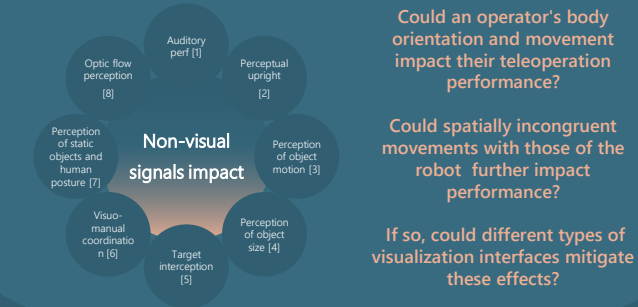 Auditory
perf [1]
Perceptual
upright
[2]
Perception
of object
motion [3]
Perception
of object
size [4]
Target
interception
[5]
Visuo-
manual
coordinatio
n [6]
Perception
of static
objects and
human
posture [7]
Optic flow
perception
[8]
Non-visual
signals impact
Could an operator's body
orientation and movement
impact their teleoperation
performance?
Could spatially incongruent
movements with those of the
robot further impact
performance?
If so, could different types of
visualization interfaces mitigate
these effects?